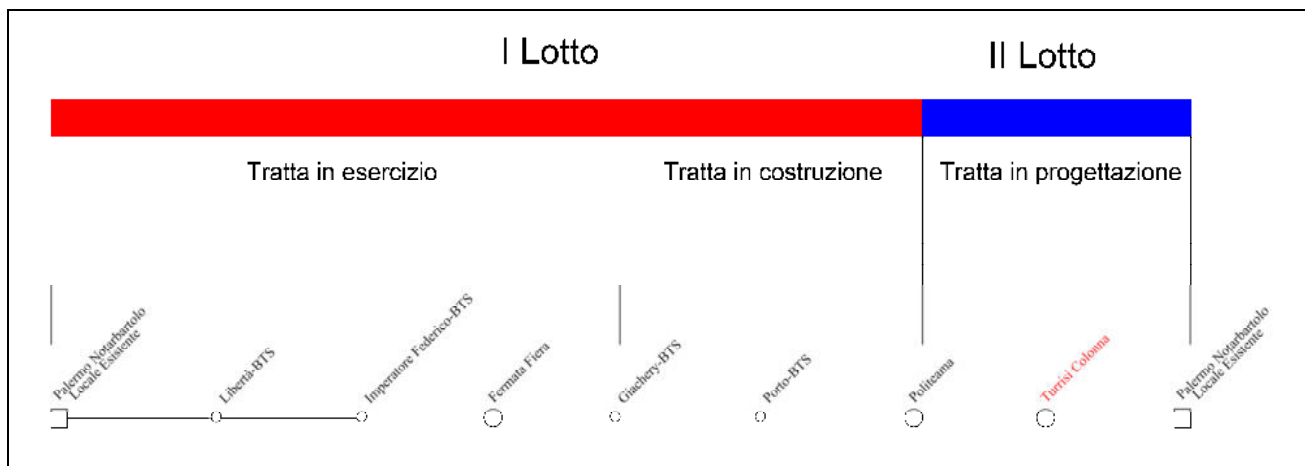 I Lotto
II Lotto
Tratta in esercizio
Tratta in costruzione
Tratta in progettazione
Palermo Notarbartolo
Locale Esistente
Libertà-BTS
Imperatore Federico-BTS
Fermata Fiera
Giachery-BTS
Porto-BTS
Politeama
Turrisi Colonna
Palermo Notarbartolo
Locale Esistente